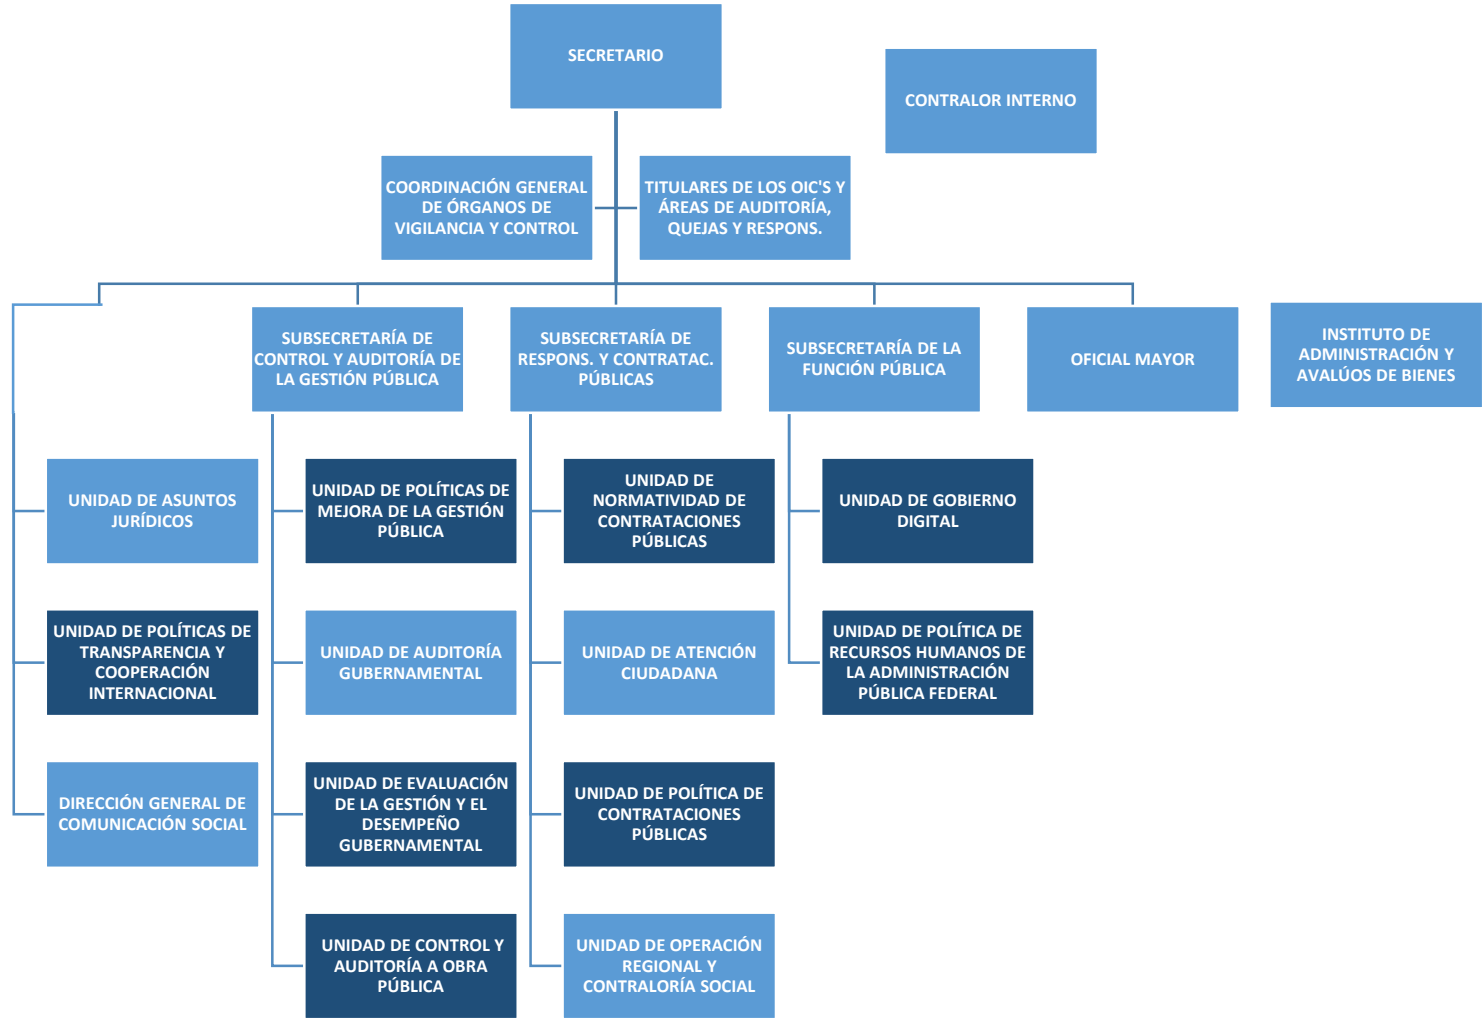 SECRETARIO
CONTRALOR INTERNO
COORDINACIÓN GENERAL
DE ÓRGANOS DE
VIGILANCIA Y CONTROL
TITULARES DE LOS OIC'S Y
ÁREAS DE AUDITORÍA,
QUEJAS Y RESPONS.
SUBSECRETARÍA DE
CONTROL Y AUDITORÍA DE
LA GESTIÓN PÚBLICA
SUBSECRETARÍA DE
RESPONS. Y CONTRATAC.
PÚBLICAS
SUBSECRETARÍA DE LA
FUNCIÓN PÚBLICA
OFICIAL MAYOR
INSTITUTO DE
ADMINISTRACIÓN Y
AVALÚOS DE BIENES
UNIDAD DE ASUNTOS
JURÍDICOS
UNIDAD DE POLÍTICAS DE
MEJORA DE LA GESTIÓN
PÚBLICA
UNIDAD DE
NORMATIVIDAD DE
CONTRATACIONES
PÚBLICAS
UNIDAD DE GOBIERNO
DIGITAL
UNIDAD DE POLÍTICAS DE
TRANSPARENCIA Y
COOPERACIÓN
INTERNACIONAL
UNIDAD DE AUDITORÍA
GUBERNAMENTAL
UNIDAD DE ATENCIÓN
CIUDADANA
UNIDAD DE POLÍTICA DE
RECURSOS HUMANOS DE
LA ADMINISTRACIÓN
PÚBLICA FEDERAL
DIRECCIÓN GENERAL DE
COMUNICACIÓN SOCIAL
UNIDAD DE EVALUACIÓN
DE LA GESTIÓN Y EL
DESEMPEÑO
GUBERNAMENTAL
UNIDAD DE POLÍTICA DE
CONTRATACIONES
PÚBLICAS
UNIDAD DE CONTROL Y
AUDITORÍA A OBRA
PÚBLICA
UNIDAD DE OPERACIÓN
REGIONAL Y
CONTRALORÍA SOCIAL